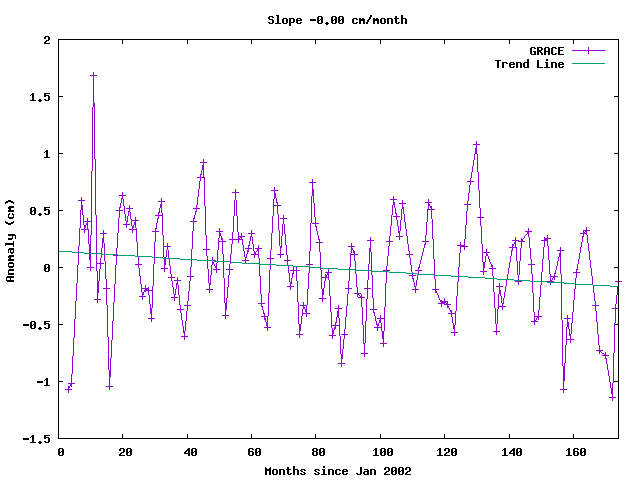 Slope -0.00 cm/month
GRACE
Trend Line
2
1.5
1
0.5
0
-0.5
-1
-1.5
Anomaly (cm)
0 20 40 60 80 100 120 140 160
Months since Jan 2002